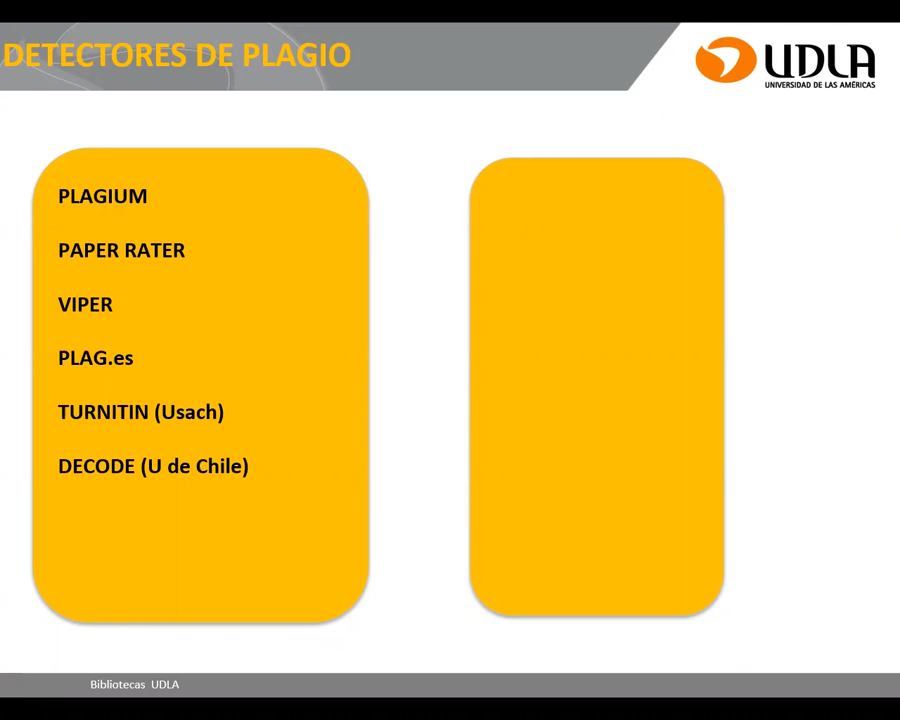 DETECTORES DE PLAGIO
UDLA
UNIVERSIDAD DE LAS AMÉRICAS
PLAGIUM
PAPER RATER
VIPER
PLAG.es
TURNITIN (Usach)
DECODE (U de Chile)
Bibliotecas UDLA